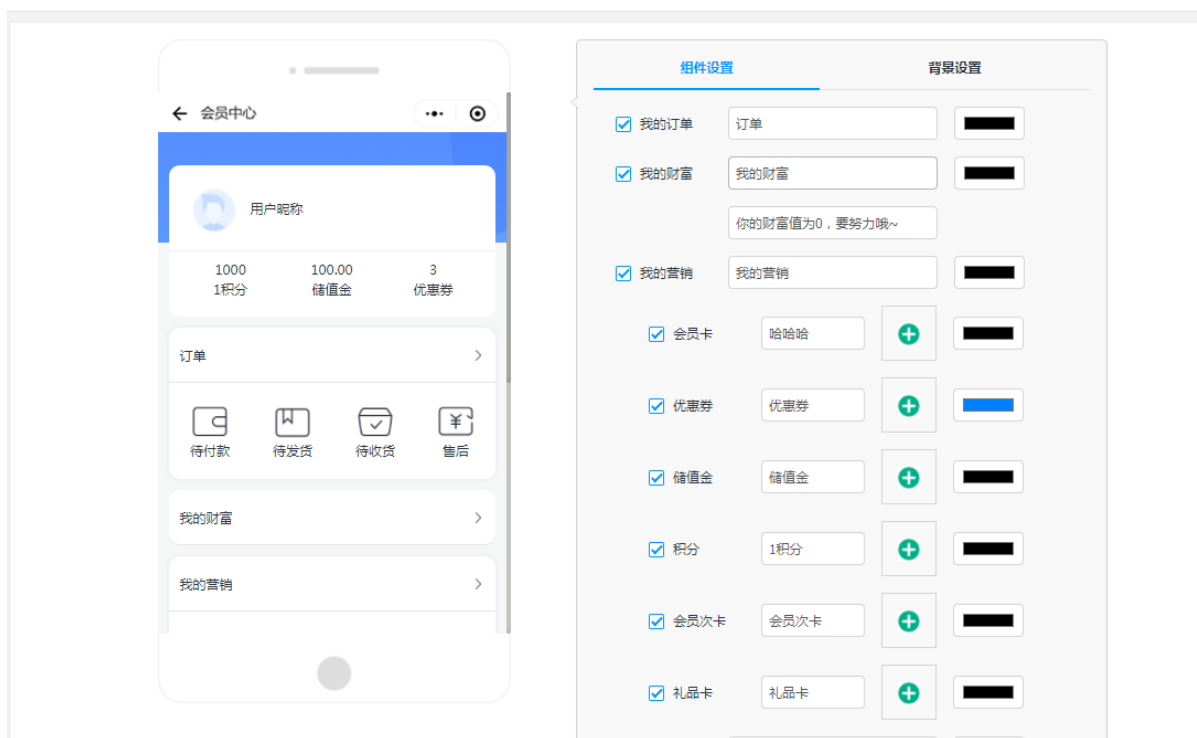 会员中心
用户昵称
1000 100.00 3
1积分 储值金 优惠券
订单
待付款 待发货 待收货 售后
我的财富
我的营销
组件设置 背景设置
我的订单 订单
我的财富 我的财富
你的财富值为0，要努力哦~
我的营销 我的营销
会员卡 哈哈哈
优惠券 优惠券
储值金 储值金
积分 1积分
会员次卡 会员次卡
礼品卡 礼品卡